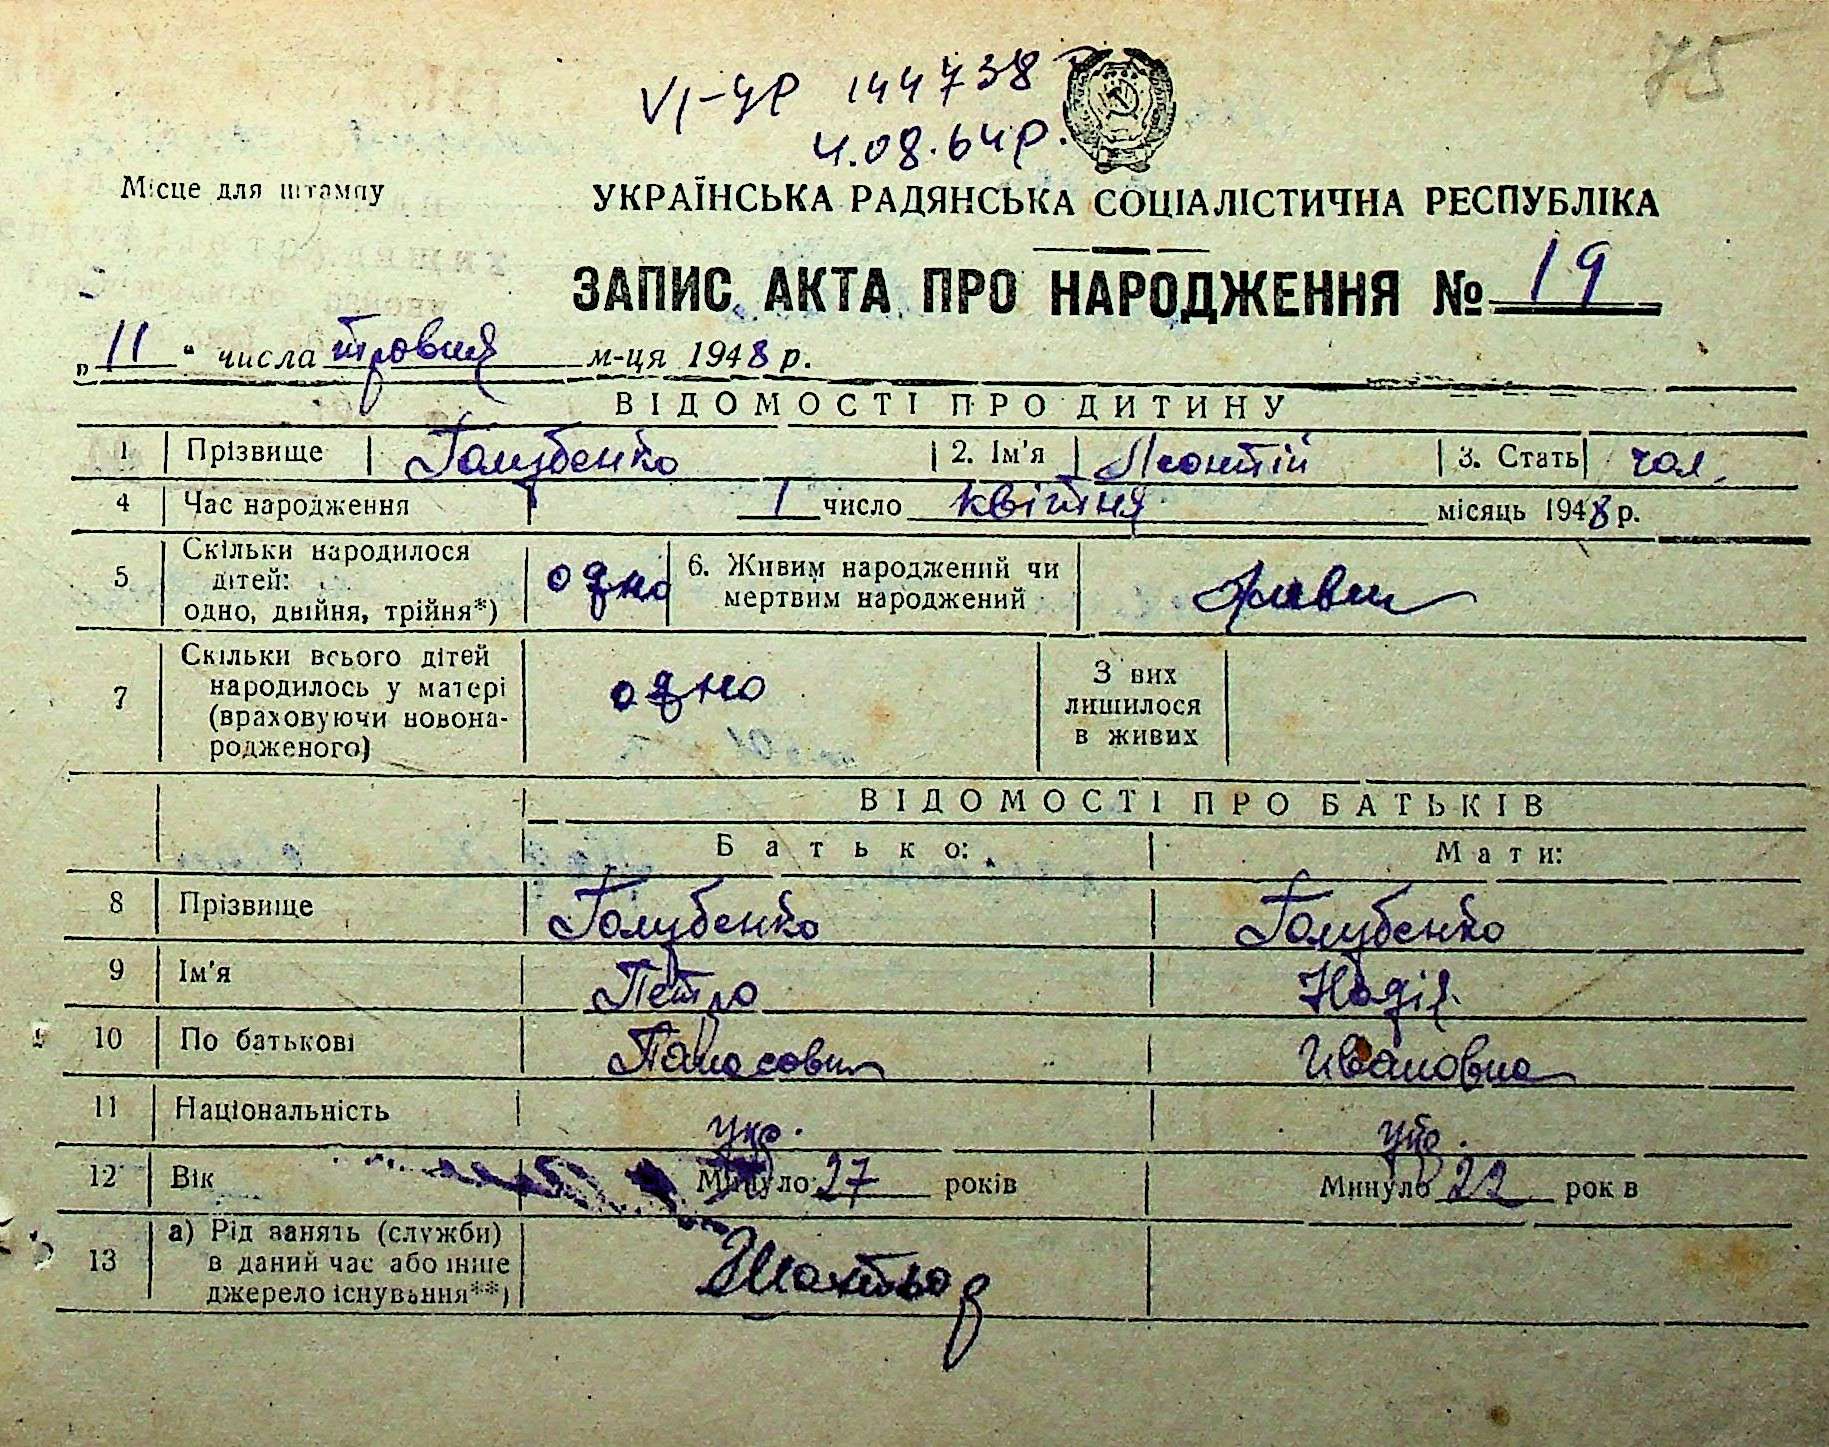 75
VI-УР 144738
4.08.64р.
Місце для штампу
УКРАЇНСЬКА РАДЯНСЬКА СОЦІАЛІСТИЧНА РЕСПУБЛІКА
ЗАПИС АКТА ПРО НАРОДЖЕННЯ № 19
„11“ числа травня м-ця 1948 р.
ВІДОМОСТІ ПРО ДИТИНУ
1 Прізвище Голубенко 2. Ім'я Леонтій 3. Стать чол.
4 Час народження 1 число квітня місяць 1948 р.
5 Скільки народилося дітей: одно, двійня, трійня*) одно 6. Живим народжений чи мертвим народжений живим
7 Скільки всього дітей народилось у матері (враховуючи новонародженого) одно З них лишилося в живих
ВІДОМОСТІ ПРО БАТЬКІВ
Батько: Мати:
8 Прізвище Голубенко Голубенко
9 Ім'я Петро Надія
10 По батькові Панасович Ивановна
11 Національність укр. укр.
12 Вік Минуло 27 років Минуло 22 рок в
13 а) Рід занять (служби) в даний час або інше джерело існування**)